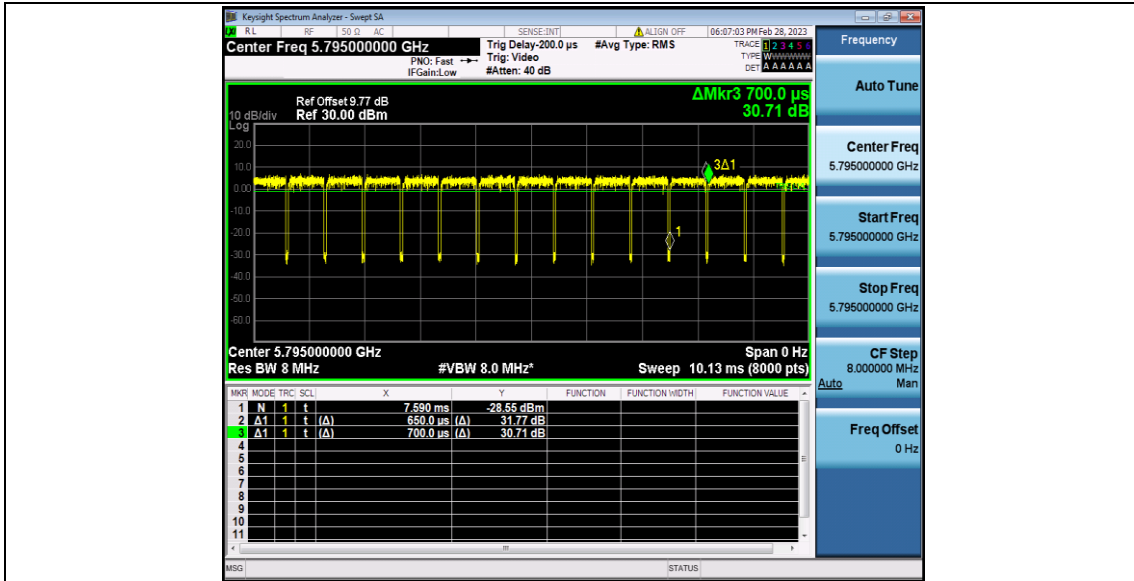 Keysight Spectrum Analyzer - Swept SA
RL RF 50 Ω AC SENSE:INT ALIGN OFF 06:07:03 PM Feb 28, 2023
Center Freq 5.795000000 GHz
Trig Delay-200.0 µs #Avg Type: RMS
TRACE 1 2 3 4 5 6
PNO: Fast Trig: Video
TYPE W
IFGain:Low #Atten: 40 dB
DET A A A A A A
ΔMkr3 700.0 µs
30.71 dB
Ref Offset 9.77 dB
10 dB/div Ref 30.00 dBm
Log
20.0
10.0
0.00
-10.0
-20.0
-30.0
-40.0
-50.0
-60.0
3Δ1
1
Center 5.795000000 GHz Span 0 Hz
Res BW 8 MHz #VBW 8.0 MHz* Sweep 10.13 ms (8000 pts)
MKR MODE TRC SCL X Y FUNCTION FUNCTION WIDTH FUNCTION VALUE
1 N 1 t 7.590 ms -28.55 dBm
2 Δ1 1 t (Δ) 650.0 µs (Δ) 31.77 dB
3 Δ1 1 t (Δ) 700.0 µs (Δ) 30.71 dB
4
5
6
7
8
9
10
11
MSG STATUS
Frequency
Auto Tune
Center Freq
5.795000000 GHz
Start Freq
5.795000000 GHz
Stop Freq
5.795000000 GHz
CF Step
8.000000 MHz
Auto Man
Freq Offset
0 Hz